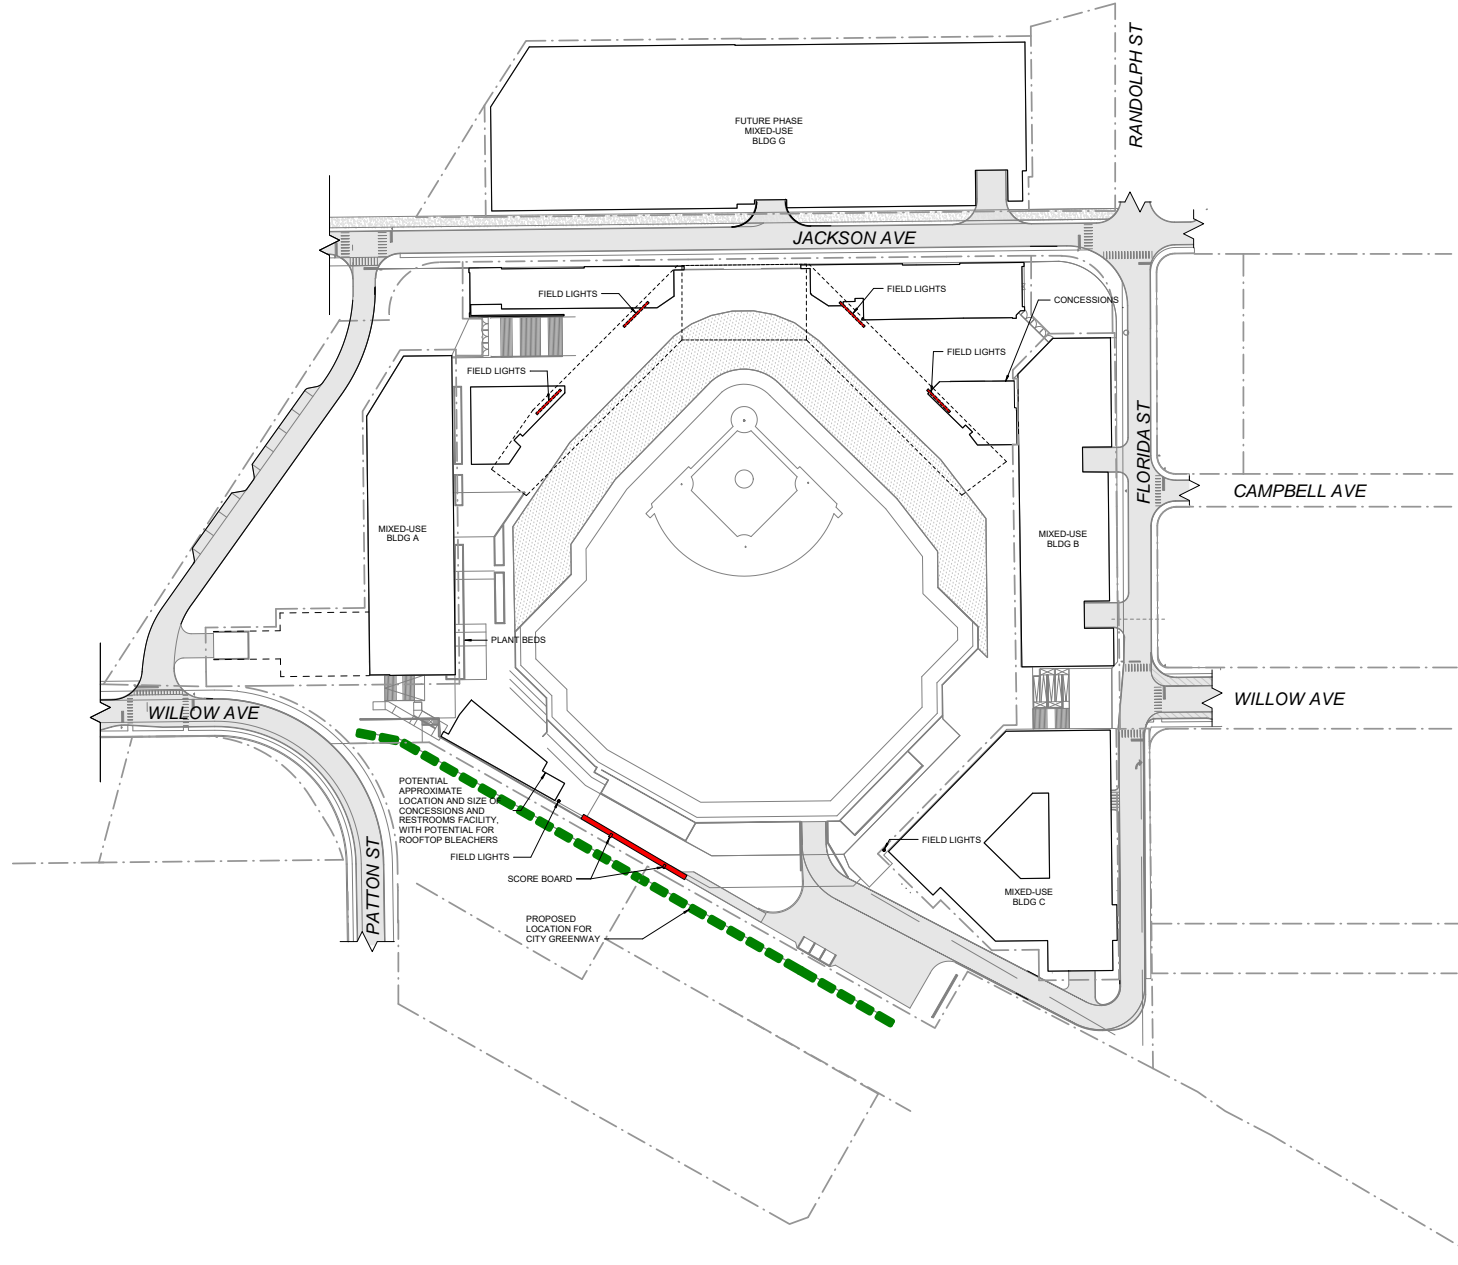 RANDOLPH ST
FUTURE PHASE
MIXED-USE
BLDG G
JACKSON AVE
FIELD LIGHTS
FIELD LIGHTS
CONCESSIONS
FIELD LIGHTS
FIELD LIGHTS
FLORIDA ST
CAMPBELL AVE
MIXED-USE
BLDG A
MIXED-USE
BLDG B
PLANT BEDS
WILLOW AVE
WILLOW AVE
POTENTIAL
APPROXIMATE
LOCATION AND SIZE OF
CONCESSIONS AND
RESTROOMS FACILITY,
WITH POTENTIAL FOR
ROOFTOP BLEACHERS
FIELD LIGHTS
FIELD LIGHTS
SCORE BOARD
PATTON ST
MIXED-USE
BLDG C
PROPOSED
LOCATION FOR
CITY GREENWAY